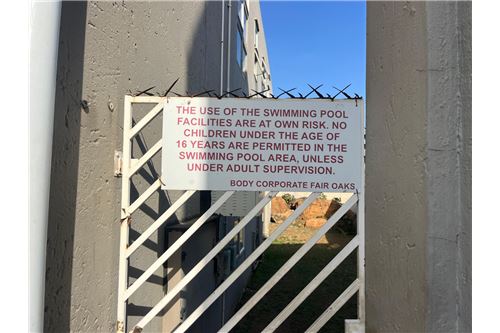 THE USE OF THE SWIMMING POOL
FACILITIES ARE AT OWN RISK. NO
CHILDREN UNDER THE AGE OF
16 YEARS ARE PERMITTED IN THE
SWIMMING POOL AREA, UNLESS
UNDER ADULT SUPERVISION.
BODY CORPORATE FAIR OAKS